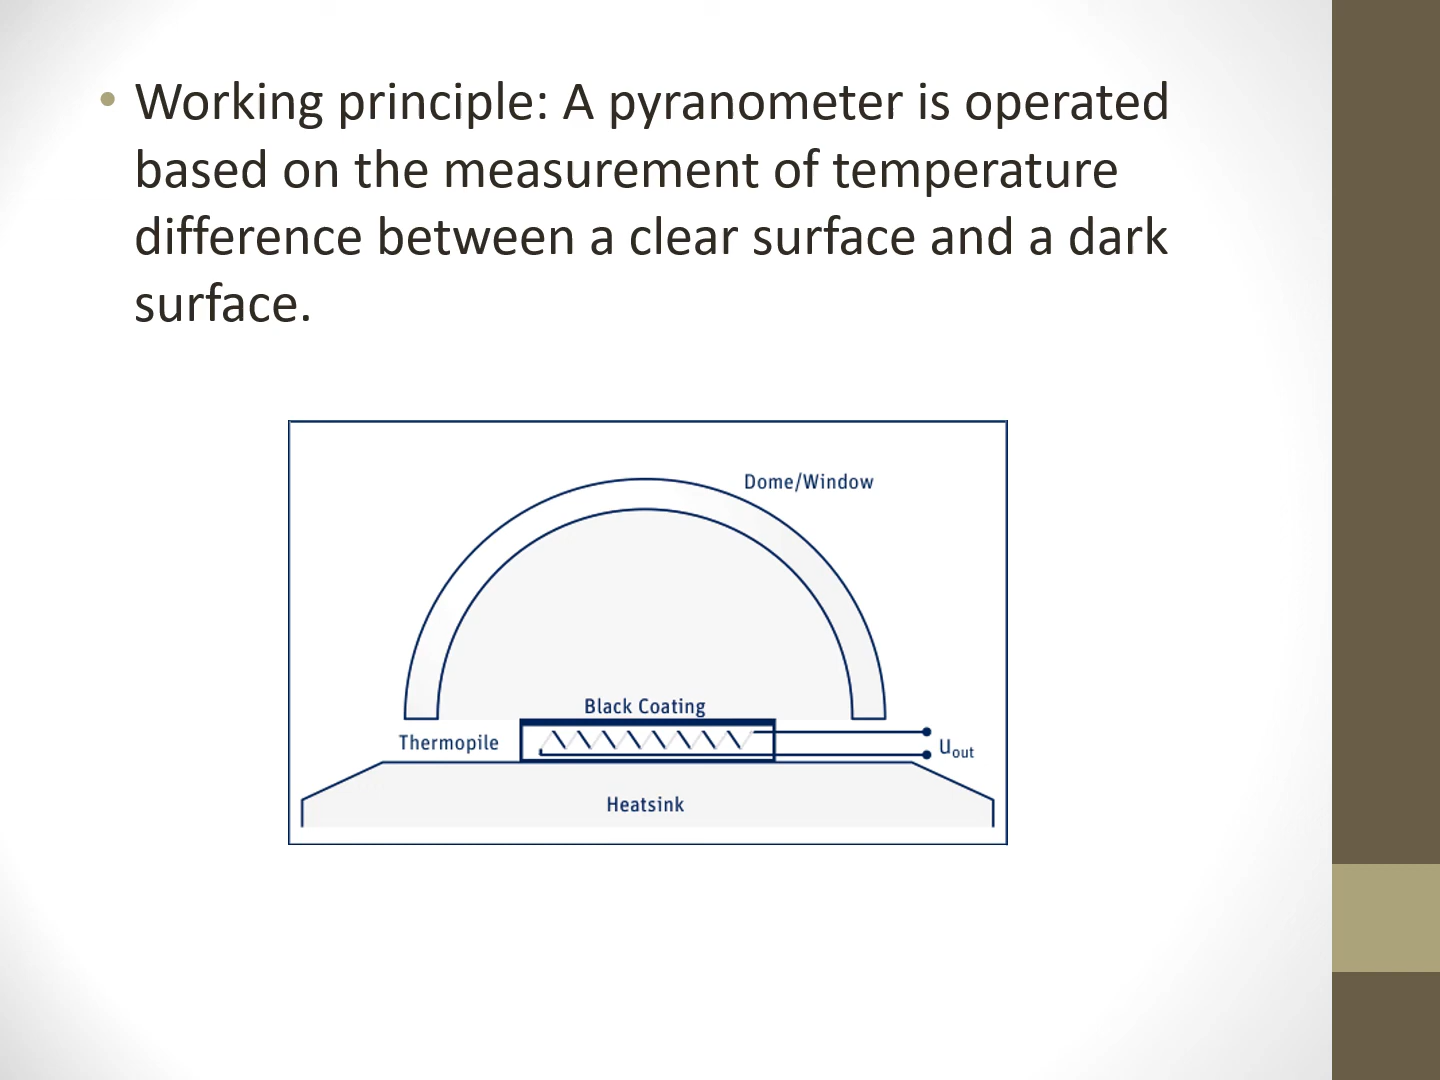 • Working principle: A pyranometer is operated
based on the measurement of temperature
difference between a clear surface and a dark
surface.
Dome/Window
Black Coating
Thermopile
Uout
Heatsink